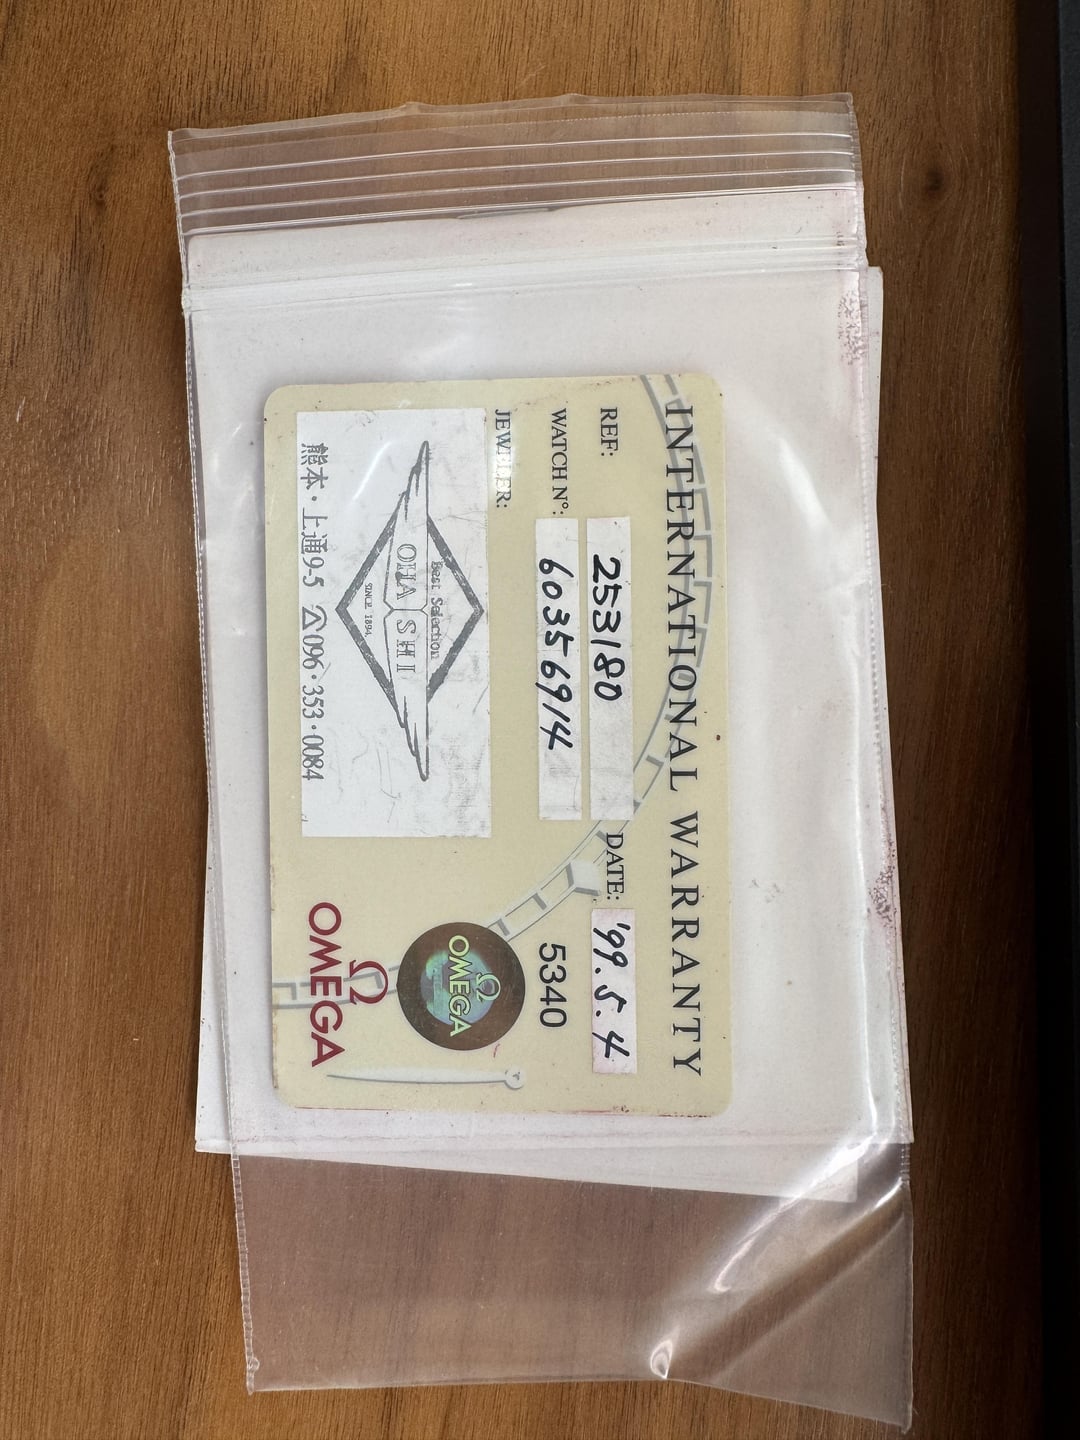 INTERNATIONAL WARRANTY
REF: 253180 DATE: '99.5.4
WATCH Nº: 60356914 5340
JEWELER:
Best Selection
OHASHI
SINCE 1894
熊本・上通9-5 ☎096・353・0084
Ω
OMEGA
Ω
OMEGA